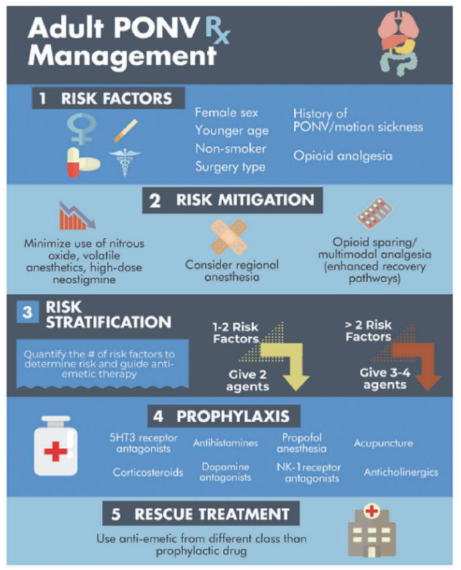 Adult PONV Rx
Management
1 RISK FACTORS
Female sex
Younger age
Non-smoker
Surgery type
History of
PONV/motion sickness
Opioid analgesia
2 RISK MITIGATION
Minimize use of nitrous
oxide, volatile
anesthetics, high-dose
neostigmine
Consider regional
anesthesia
Opioid sparing/
multimodal analgesia
(enhanced recovery
pathways)
3 RISK
STRATIFICATION
Quantify the # of risk factors to
determine risk and guide anti-
emetic therapy
1-2 Risk
Factors
Give 2
agents
> 2 Risk
Factors
Give 3-4
agents
4 PROPHYLAXIS
5HT3 receptor
antagonists
Antihistamines
Propofol
anesthesia
Acupuncture
Corticosteroids
Dopamine
antagonists
NK-1 receptor
antagonists
Anticholinergics
5 RESCUE TREATMENT
Use anti-emetic from different class than
prophylactic drug